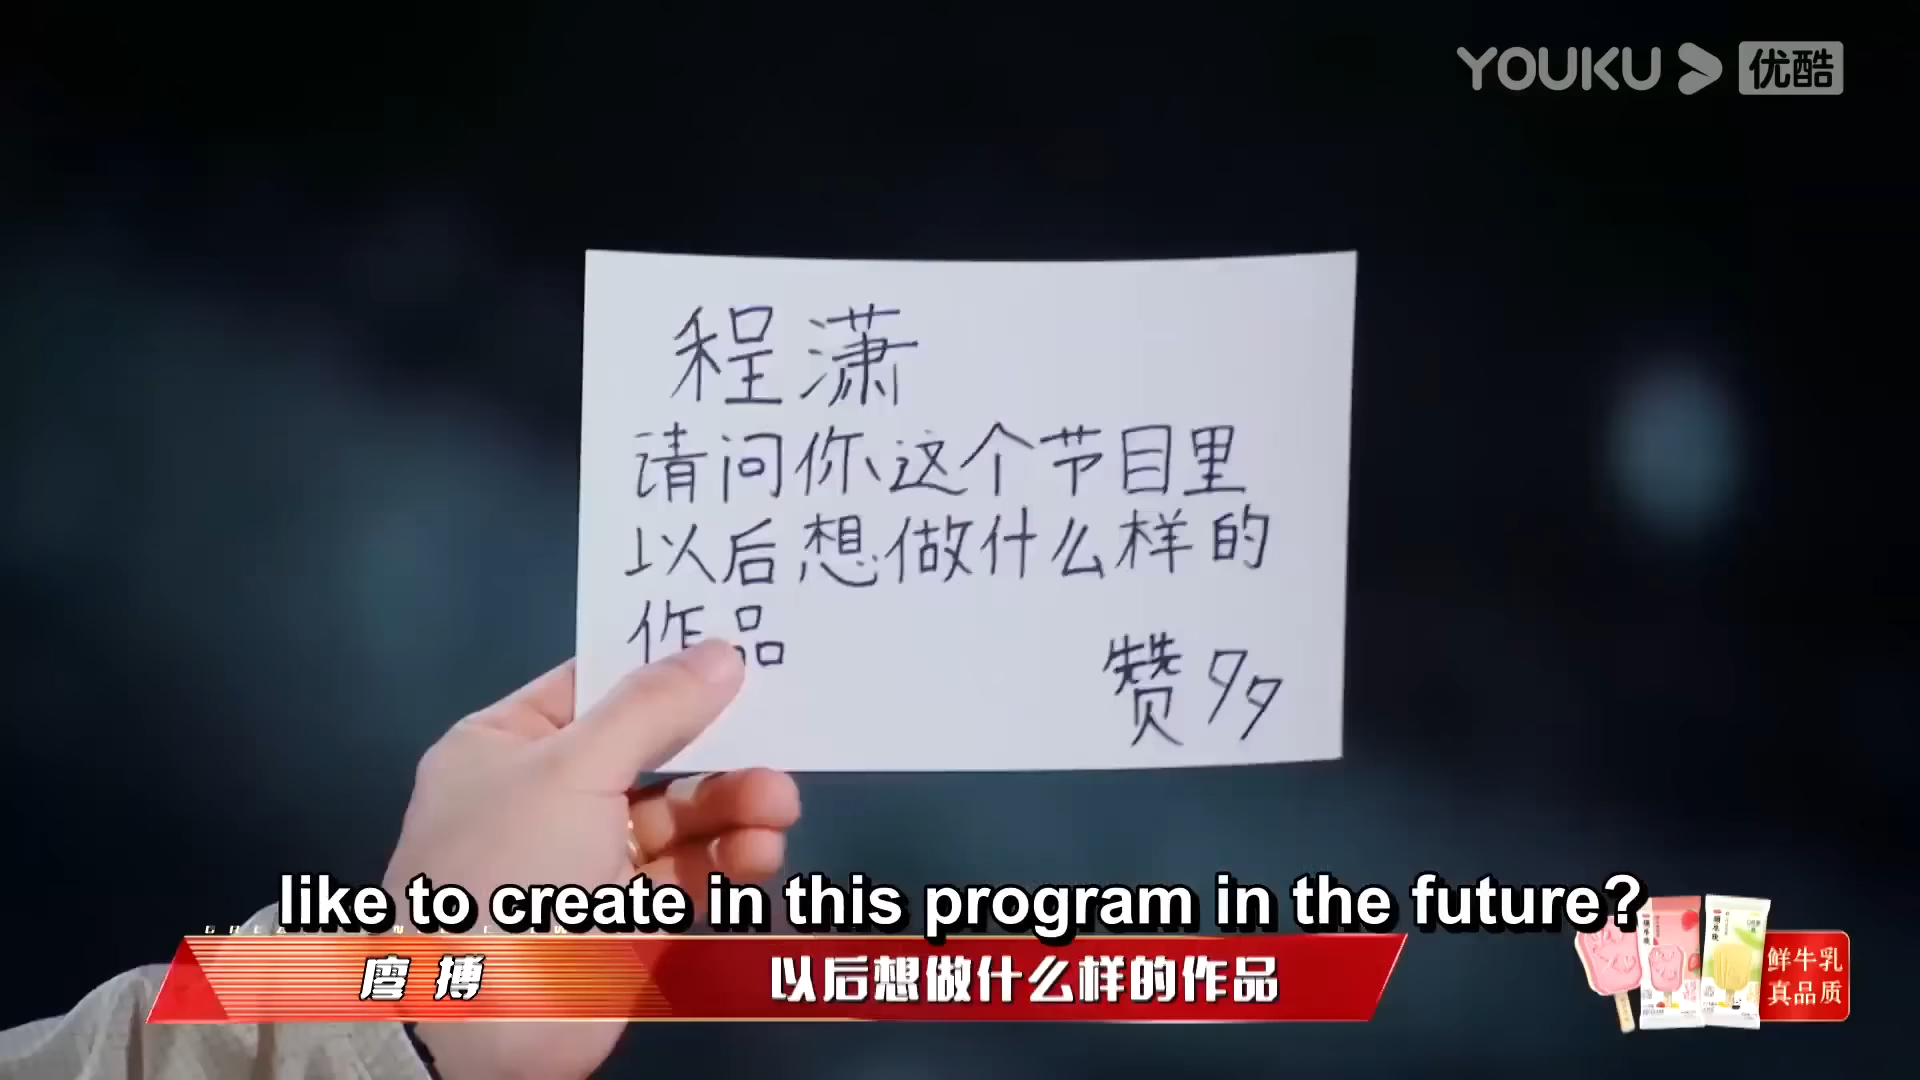 YOUKU 优酷
程潇
请问你这个节目里
以后想做什么样的
作品
赞多
like to create in this program in the future?
廖搏
以后想做什么样的作品
鲜牛乳
真品质